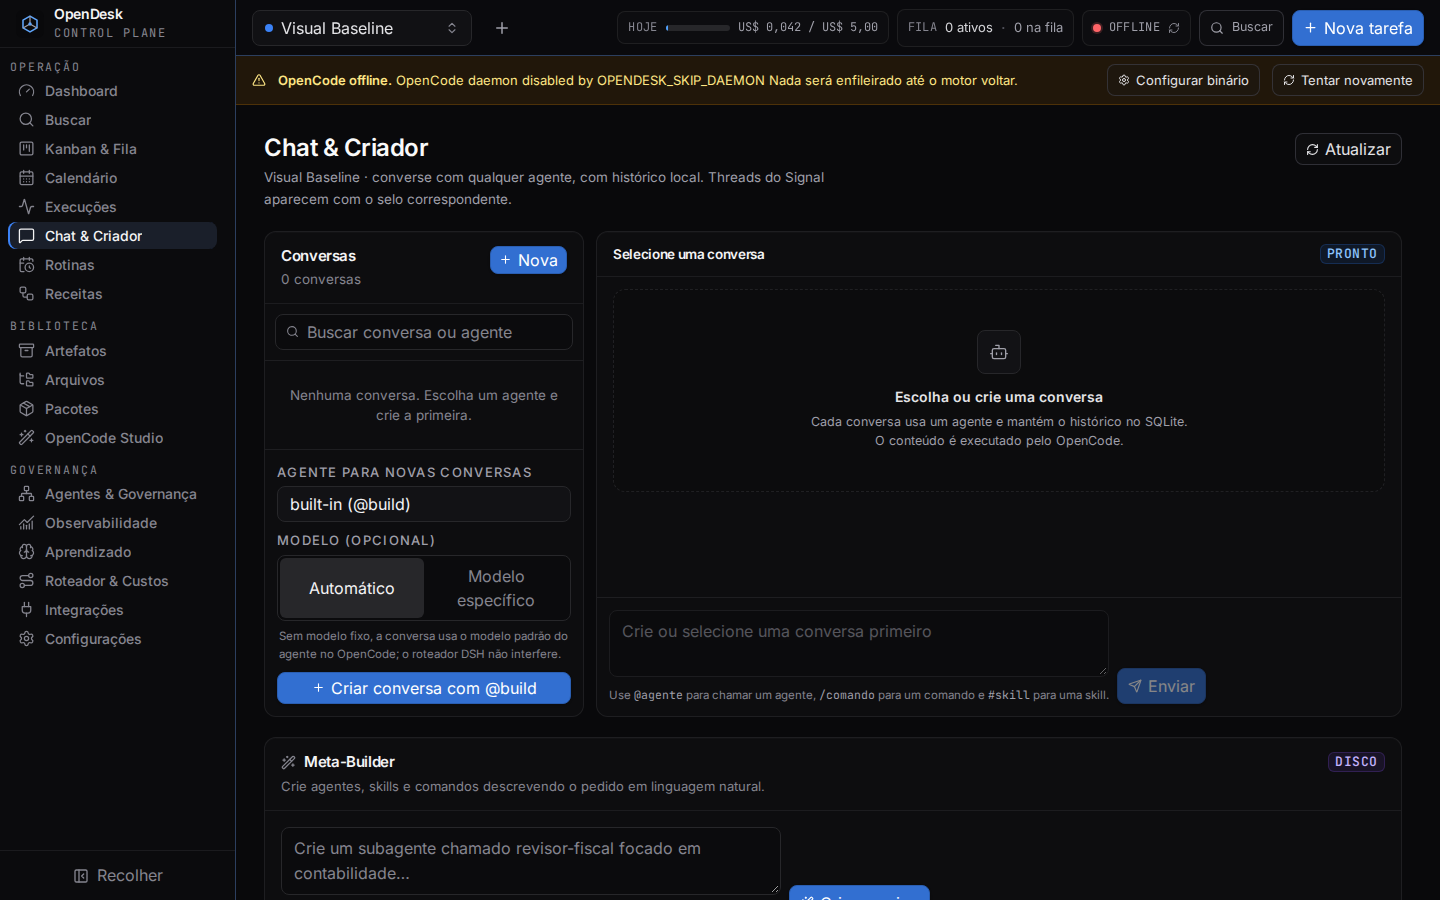 OpenDesk
CONTROL PLANE
OPERAÇÃO
Dashboard
Buscar
Kanban & Fila
Calendário
Execuções
Chat & Criador
Rotinas
Receitas
BIBLIOTECA
Artefatos
Arquivos
Pacotes
OpenCode Studio
GOVERNANÇA
Agentes & Governança
Observabilidade
Aprendizado
Roteador & Custos
Integrações
Configurações
Recolher
Visual Baseline
HOJE US$ 0,042 / US$ 5,00
FILA 0 ativos · 0 na fila
OFFLINE
Buscar
Nova tarefa
OpenCode offline. OpenCode daemon disabled by OPENDESK_SKIP_DAEMON Nada será enfileirado até o motor voltar.
Configurar binário
Tentar novamente
Chat & Criador
Visual Baseline · converse com qualquer agente, com histórico local. Threads do Signal
aparecem com o selo correspondente.
Atualizar
Conversas
0 conversas
Nova
Buscar conversa ou agente
Nenhuma conversa. Escolha um agente e
crie a primeira.
AGENTE PARA NOVAS CONVERSAS
built-in (@build)
MODELO (OPCIONAL)
Automático
Modelo
específico
Sem modelo fixo, a conversa usa o modelo padrão do
agente no OpenCode; o roteador DSH não interfere.
Criar conversa com @build
Selecione uma conversa
PRONTO
Escolha ou crie uma conversa
Cada conversa usa um agente e mantém o histórico no SQLite.
O conteúdo é executado pelo OpenCode.
Crie ou selecione uma conversa primeiro
Use @agente para chamar um agente, /comando para um comando e #skill para uma skill.
Enviar
Meta-Builder
DISCO
Crie agentes, skills e comandos descrevendo o pedido em linguagem natural.
Crie um subagente chamado revisor-fiscal focado em
contabilidade...